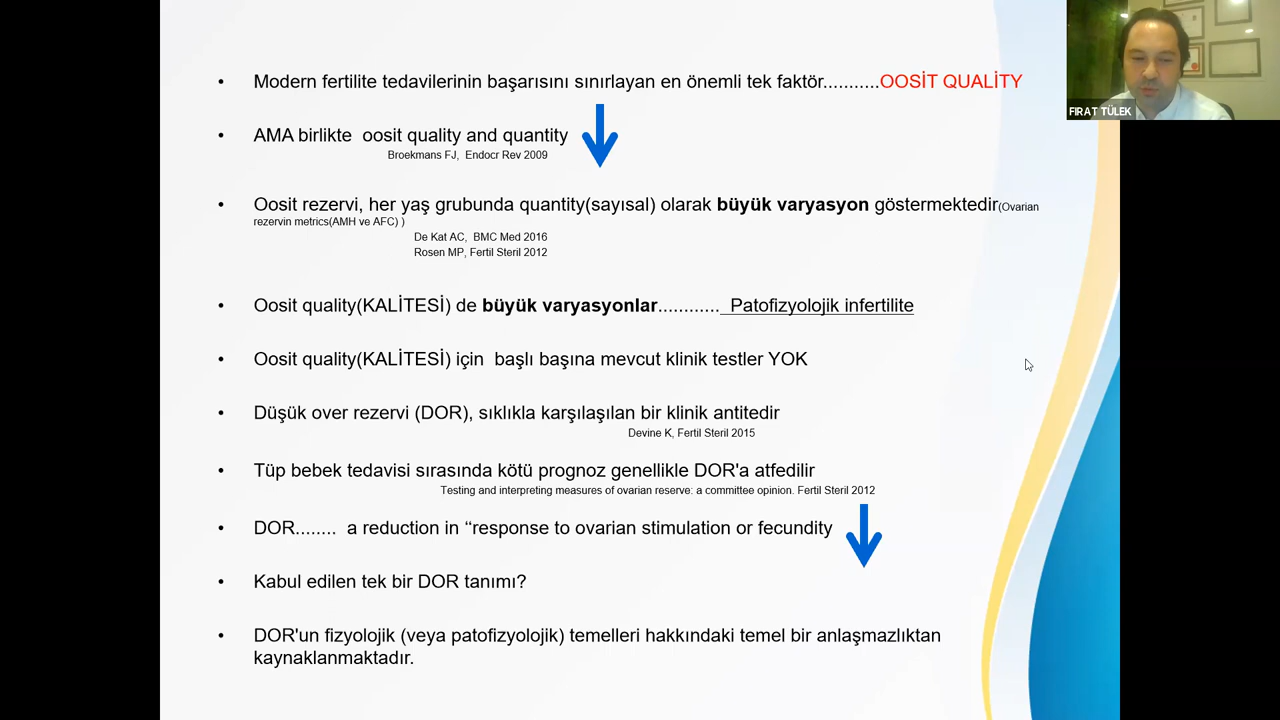 Modern fertilite tedavilerinin başarısını sınırlayan en önemli tek faktör...........OOSİT QUALİTY
FIRAT TÜLEK
AMA birlikte oosit quality and quantity
Broekmans FJ, Endocr Rev 2009
Oosit rezervi, her yaş grubunda quantity(sayısal) olarak büyük varyasyon göstermektedir(Ovarian
rezervin metrics(AMH ve AFC) )
De Kat AC, BMC Med 2016
Rosen MP, Fertil Steril 2012
Oosit quality(KALİTESİ) de büyük varyasyonlar............ Patofizyolojik infertilite
Oosit quality(KALİTESİ) için başlı başına mevcut klinik testler YOK
Düşük over rezervi (DOR), sıklıkla karşılaşılan bir klinik antitedir
Devine K, Fertil Steril 2015
Tüp bebek tedavisi sırasında kötü prognoz genellikle DOR'a atfedilir
Testing and interpreting measures of ovarian reserve: a committee opinion. Fertil Steril 2012
DOR........ a reduction in “response to ovarian stimulation or fecundity
Kabul edilen tek bir DOR tanımı?
DOR'un fizyolojik (veya patofizyolojik) temelleri hakkındaki temel bir anlaşmazlıktan
kaynaklanmaktadır.